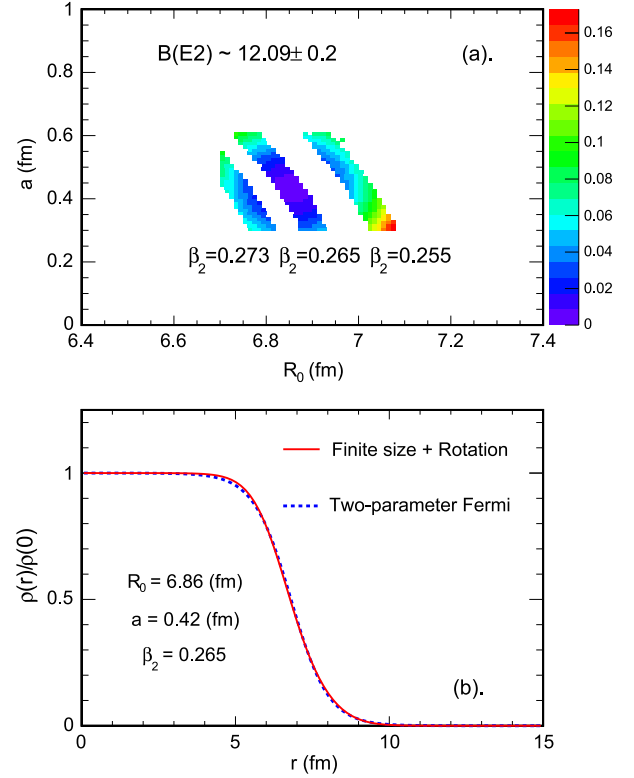 B(E2) ~ 12.09± 0.2
(a).
a (fm)
1
0.8
0.6
0.4
0.2
0
β₂=0.273
β₂=0.265
β₂=0.255
6.4
6.6
6.8
7
7.2
7.4
R₀ (fm)
0.16
0.14
0.12
0.1
0.08
0.06
0.04
0.02
0
ρ(r)/ρ(0)
1
0.5
0
Finite size + Rotation
Two-parameter Fermi
R₀ = 6.86 (fm)
a = 0.42 (fm)
β₂ = 0.265
(b).
0
5
10
15
r (fm)